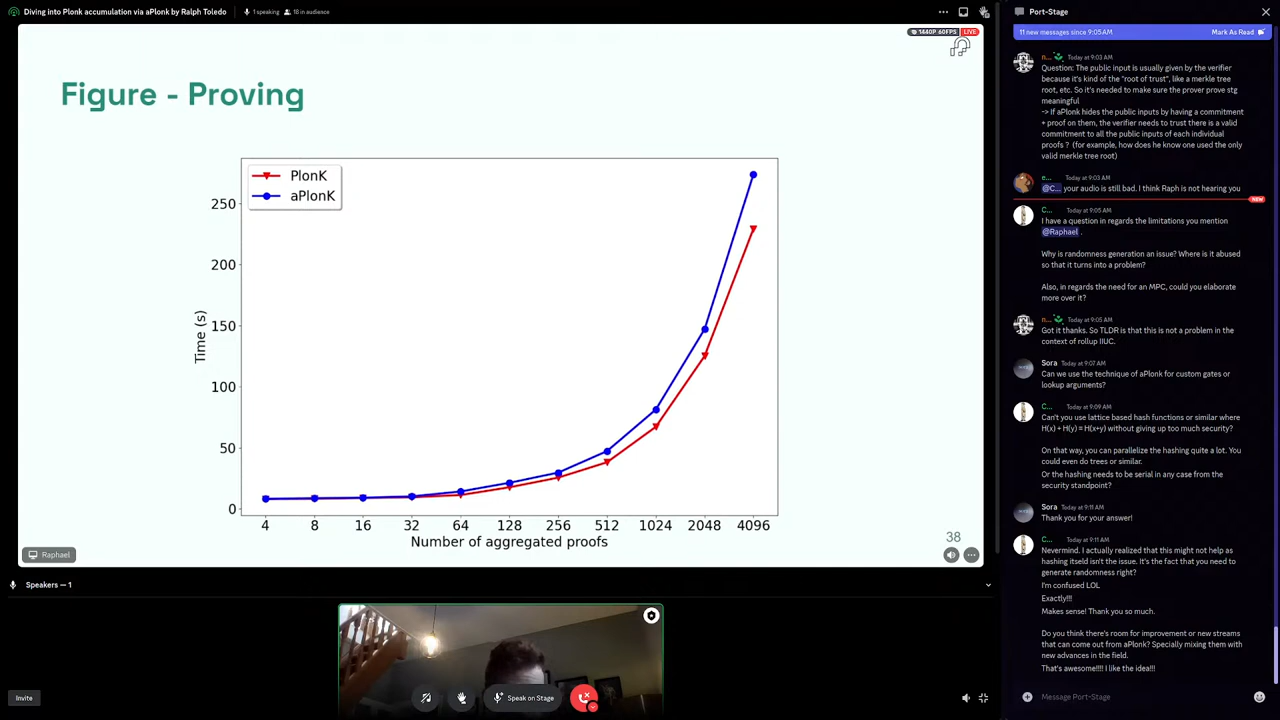 Diving into Plonk accumulation via aPlonk by Ralph Toledo
1 speaking
18 in audience
1440P 60FPS
LIVE
Figure - Proving
PlonK
aPlonK
Time (s)
250
200
150
100
50
0
4
8
16
32
64
128
256
512
1024
2048
4096
Number of aggregated proofs
38
Raphael
Speakers — 1
Invite
Speak on Stage
Port-Stage
11 new messages since 9:05AM
Mark As Read
n...
Today at 9:03 AM
Question: The public input is usually given by the verifier
because it's kind of the "root of trust", like a merkle tree
root, etc. So it's needed to make sure the prover prove stg
meaningful
-> If aPlonk hides the public inputs by having a commitment
+ proof on them, the verifier needs to trust there is a valid
commitment to all the public inputs of each individual
proofs ? (for example, how does he know one used the only
valid merkle tree root)
e...
Today at 9:03 AM
@C... your audio is still bad. I think Raph is not hearing you
NEW
C...
Today at 9:05 AM
I have a question in regards the limitations you mention
@Raphael .
Why is randomness generation an issue? Where is it abused
so that it turns into a problem?
Also, in regards the need for an MPC, could you elaborate
more over it?
n...
Today at 9:05 AM
Got it thanks. So TLDR is that this is not a problem in the
context of rollup IIUC.
Sora Today at 9:07 AM
Can we use the technique of aPlonk for custom gates or
lookup arguments?
C...
Today at 9:09 AM
Can't you use lattice based hash functions or similar where
H(x) + H(y) = H(x+y) without giving up too much security?
On that way, you can parallelize the hashing quite a lot. You
could even do trees or similar.
Or the hashing needs to be serial in any case from the
security standpoint?
Sora Today at 9:11 AM
Thank you for your answer!
C...
Today at 9:11 AM
Nevermind. I actually realized that this might not help as
hashing itseld isn't the issue. It's the fact that you need to
generate randomness right?
I'm confused LOL
Exactly!!!
Makes sense! Thank you so much.
Do you think there's room for improvement or new streams
that can come out from aPlonk? Specially mixing them with
new advances in the field.
That's awesome!!!! I like the idea!!!
Message Port-Stage